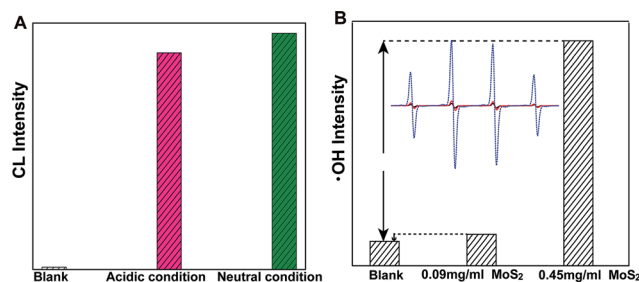 A
CL Intensity
Blank Acidic condition Neutral condition
B
•OH Intensity
Blank 0.09mg/ml MoS₂ 0.45mg/ml MoS₂